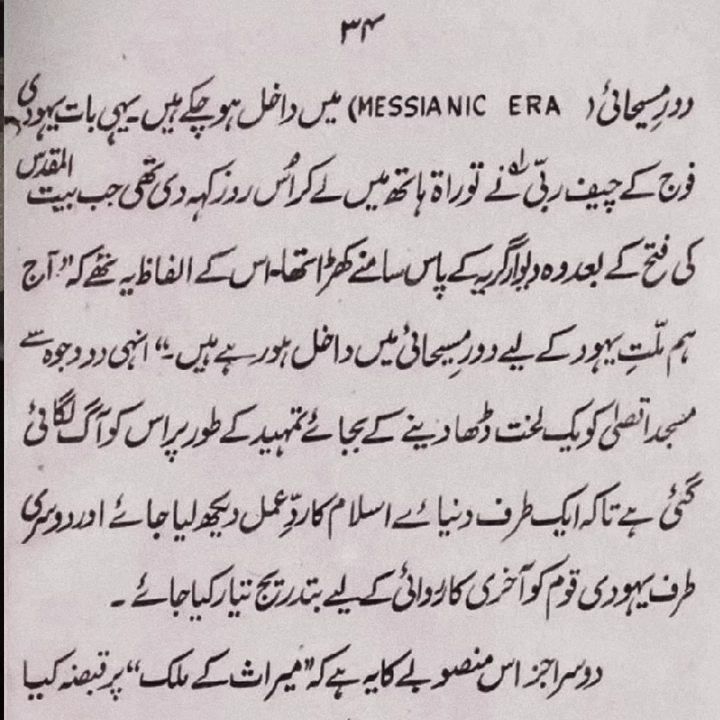 ۳۴
دورِ مسیحائی (MESSIANIC ERA) میں داخل ہو چکے ہیں۔ یہی بات یہودی
فوج کے چیف ربّی نے توراۃ ہاتھ میں لے کر اُس روز کہہ دی تھی جب بیت المقدس
کی فتح کے بعد وہ دیوارِ گریہ کے پاس سامنے کھڑا تھا۔ اس کے الفاظ یہ تھے کہ "آج
ہم ملّتِ یہود کے لیے دورِ مسیحائی میں داخل ہو رہے ہیں۔" انہی دو وجوہ سے
مسجد اقصیٰ کو یک لخت ڈھا دینے کے بجائے تمہید کے طور پر اس کو آگ لگائی
گئی ہے تاکہ ایک طرف دنیائے اسلام کا ردِّ عمل دیکھ لیا جائے اور دوسری
طرف یہودی قوم کو آخری کارروائی کے لیے بتدریج تیار کیا جائے ۔
دوسرا جز اس منصوبے کا یہ ہے کہ "میراث کے ملک" پر قبضہ کیا